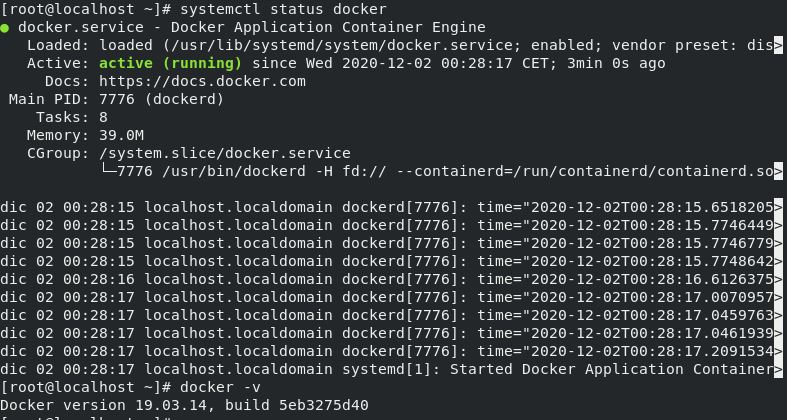 [root@localhost ~]# systemctl status docker
● docker.service - Docker Application Container Engine
   Loaded: loaded (/usr/lib/systemd/system/docker.service; enabled; vendor preset: dis>
   Active: active (running) since Wed 2020-12-02 00:28:17 CET; 3min 0s ago
     Docs: https://docs.docker.com
 Main PID: 7776 (dockerd)
    Tasks: 8
   Memory: 39.0M
   CGroup: /system.slice/docker.service
           └─7776 /usr/bin/dockerd -H fd:// --containerd=/run/containerd/containerd.so>
dic 02 00:28:15 localhost.localdomain dockerd[7776]: time="2020-12-02T00:28:15.6518205>
dic 02 00:28:15 localhost.localdomain dockerd[7776]: time="2020-12-02T00:28:15.7746449>
dic 02 00:28:15 localhost.localdomain dockerd[7776]: time="2020-12-02T00:28:15.7746779>
dic 02 00:28:15 localhost.localdomain dockerd[7776]: time="2020-12-02T00:28:15.7748642>
dic 02 00:28:16 localhost.localdomain dockerd[7776]: time="2020-12-02T00:28:16.6126375>
dic 02 00:28:17 localhost.localdomain dockerd[7776]: time="2020-12-02T00:28:17.0070957>
dic 02 00:28:17 localhost.localdomain dockerd[7776]: time="2020-12-02T00:28:17.0459763>
dic 02 00:28:17 localhost.localdomain dockerd[7776]: time="2020-12-02T00:28:17.0461939>
dic 02 00:28:17 localhost.localdomain dockerd[7776]: time="2020-12-02T00:28:17.2091534>
dic 02 00:28:17 localhost.localdomain systemd[1]: Started Docker Application Container>
[root@localhost ~]# docker -v
Docker version 19.03.14, build 5eb3275d40
[root@localhost ~]#